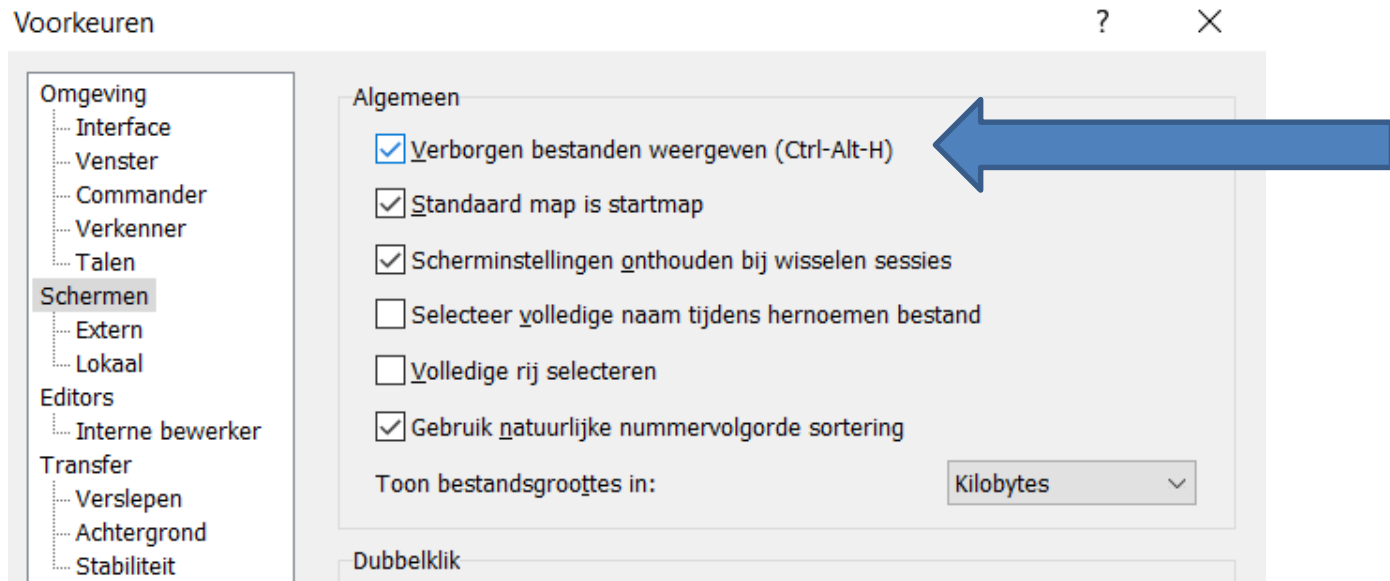 Voorkeuren
?
Omgeving
Interface
Venster
Commander
Verkenner
Talen
Schermen
Extern
Lokaal
Editors
Interne bewerker
Transfer
Verslepen
Achtergrond
Stabiliteit
Algemeen
Verborgen bestanden weergeven (Ctrl-Alt-H)
Standaard map is startmap
Scherminstellingen onthouden bij wisselen sessies
Selecteer volledige naam tijdens hernoemen bestand
Volledige rij selecteren
Gebruik natuurlijke nummervolgorde sortering
Toon bestandsgroottes in: Kilobytes
Dubbelklik